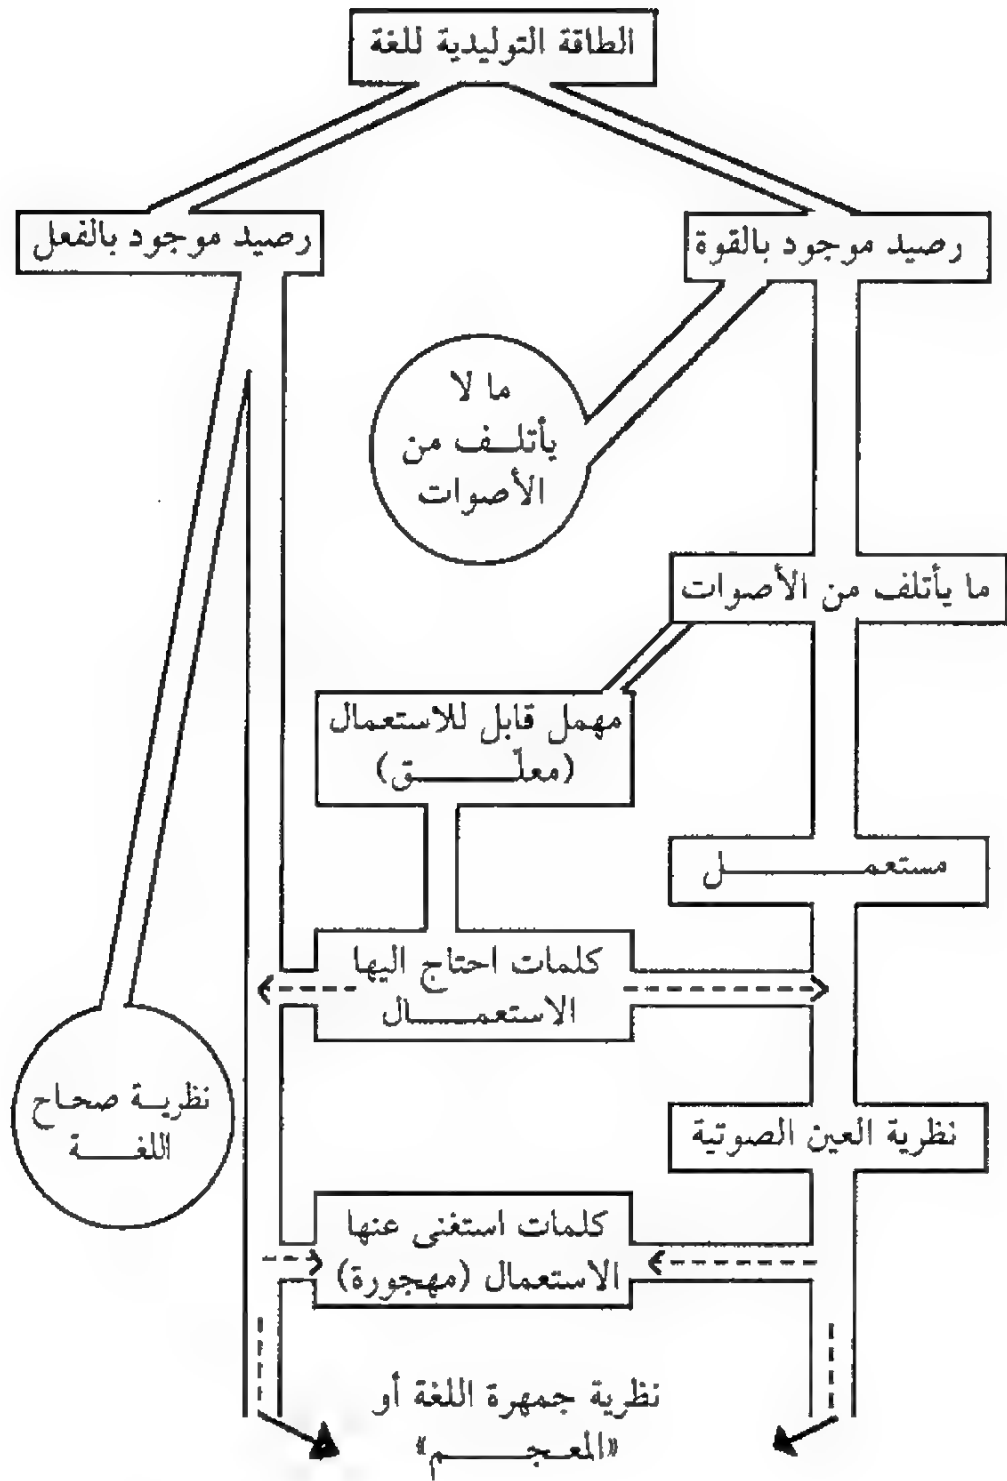 الطاقة التوليدية للغة
رصيد موجود بالقوة
رصيد موجود بالفعل
ما لا
يأتلف من
الأصوات
ما يأتلف من الأصوات
مهمل قابل للاستعمال
(معلّق)
مستعمل
كلمات احتاج اليها
الاستعمال
نظرية صحاح
اللغة
نظرية العين الصوتية
كلمات استغنى عنها
الاستعمال (مهجورة)
نظرية جمهرة اللغة أو
«المعجم»